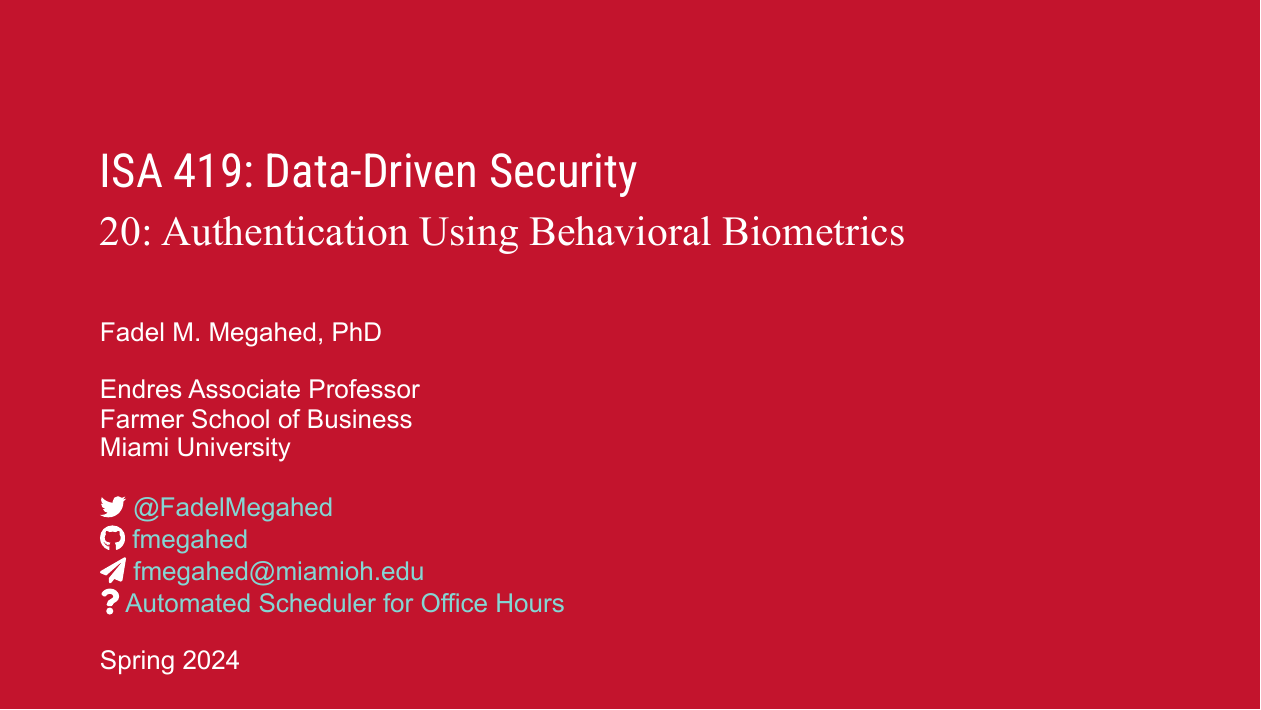 ISA 419: Data-Driven Security
20: Authentication Using Behavioral Biometrics
Fadel M. Megahed, PhD
Endres Associate Professor
Farmer School of Business
Miami University
@FadelMegahed
fmegahed
fmegahed@miamioh.edu
? Automated Scheduler for Office Hours
Spring 2024